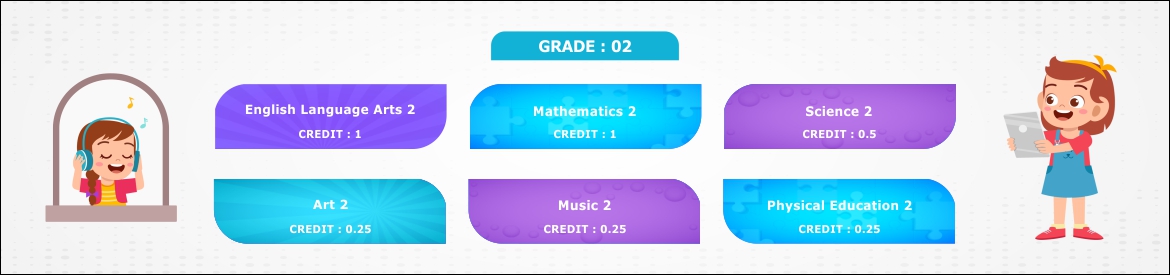 GRADE : 02
English Language Arts 2
CREDIT : 1
Mathematics 2
CREDIT : 1
Science 2
CREDIT : 0.5
Art 2
CREDIT : 0.25
Music 2
CREDIT : 0.25
Physical Education 2
CREDIT : 0.25